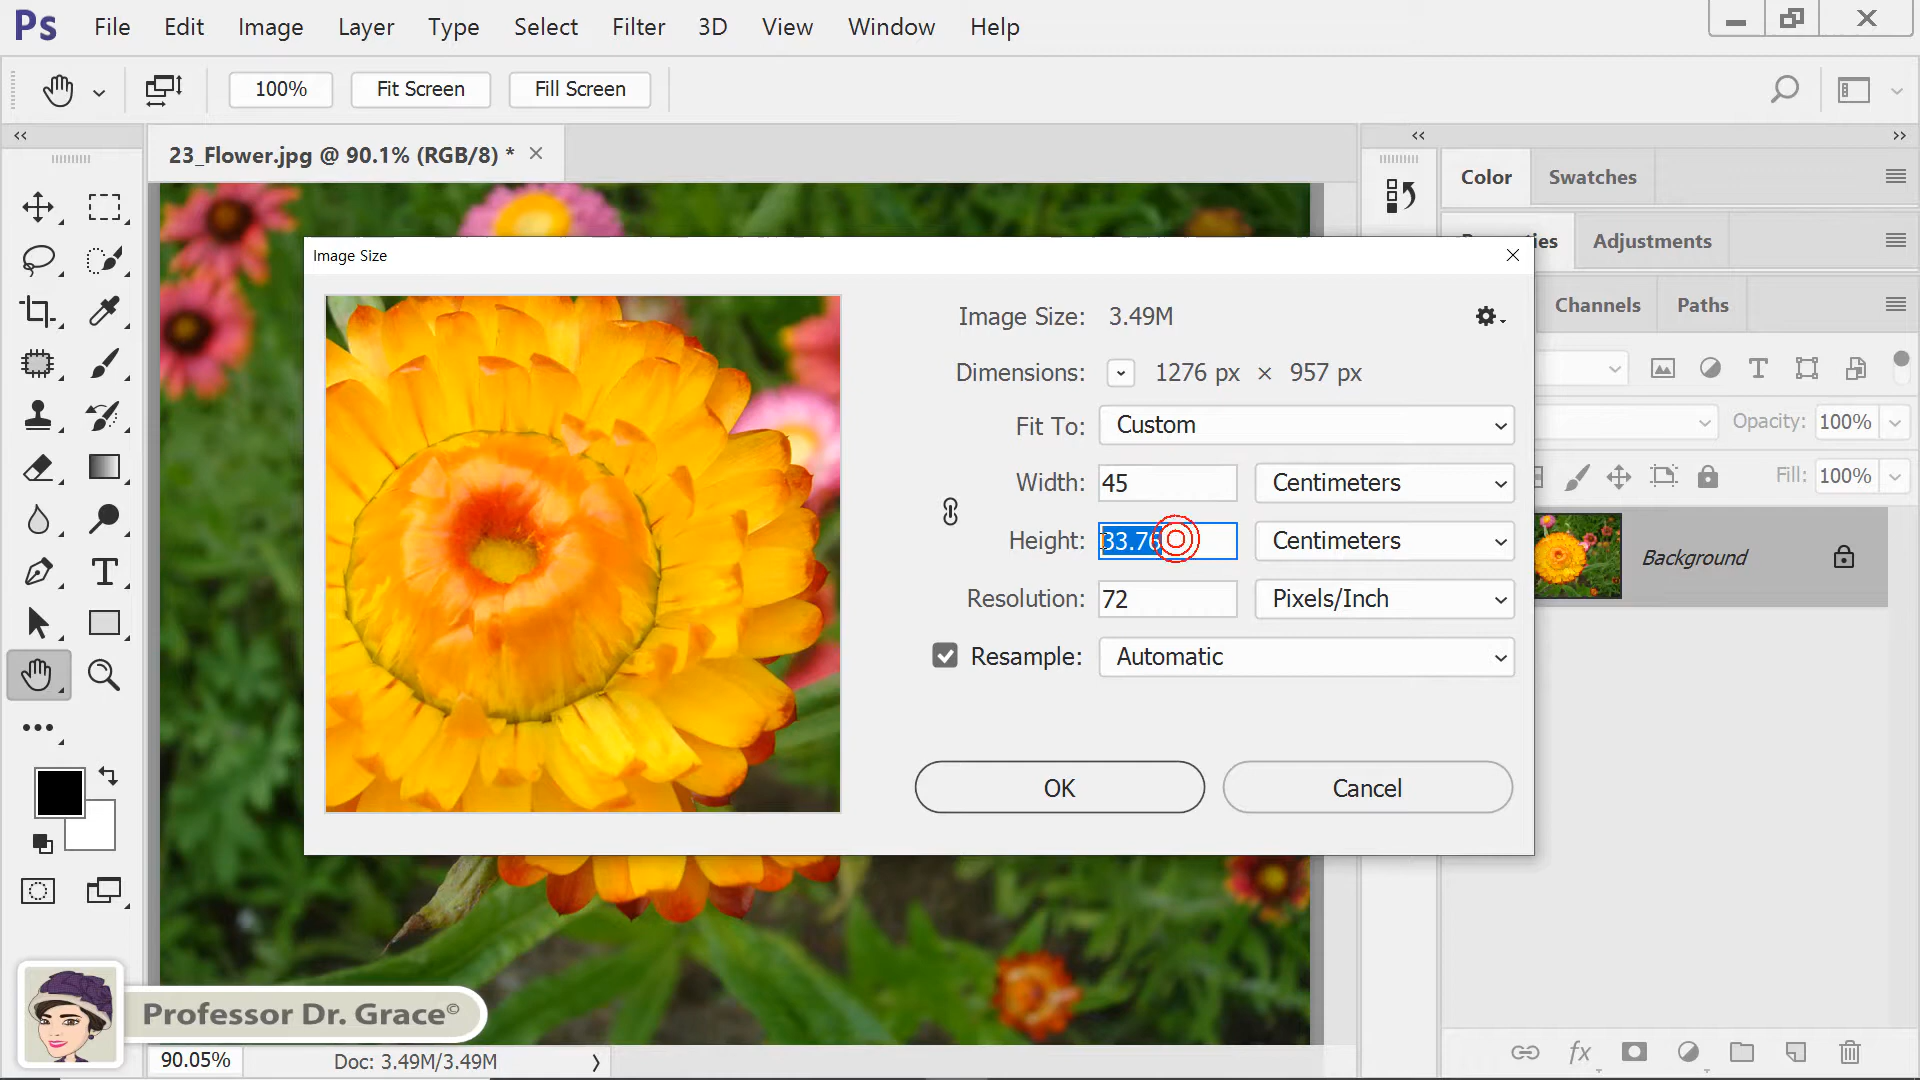 Ps File Edit Image Layer Type Select Filter 3D View Window Help
100% Fit Screen Fill Screen
23_Flower.jpg @ 90.1% (RGB/8) * ×
Color Swatches
Adjustments
Channels Paths
Opacity: 100%
Fill: 100%
Background
Image Size
Image Size: 3.49M
Dimensions: 1276 px × 957 px
Fit To: Custom
Width: 45 Centimeters
Height: 33.76 Centimeters
Resolution: 72 Pixels/Inch
Resample: Automatic
OK Cancel
Professor Dr. Grace©
90.05% Doc: 3.49M/3.49M
fx